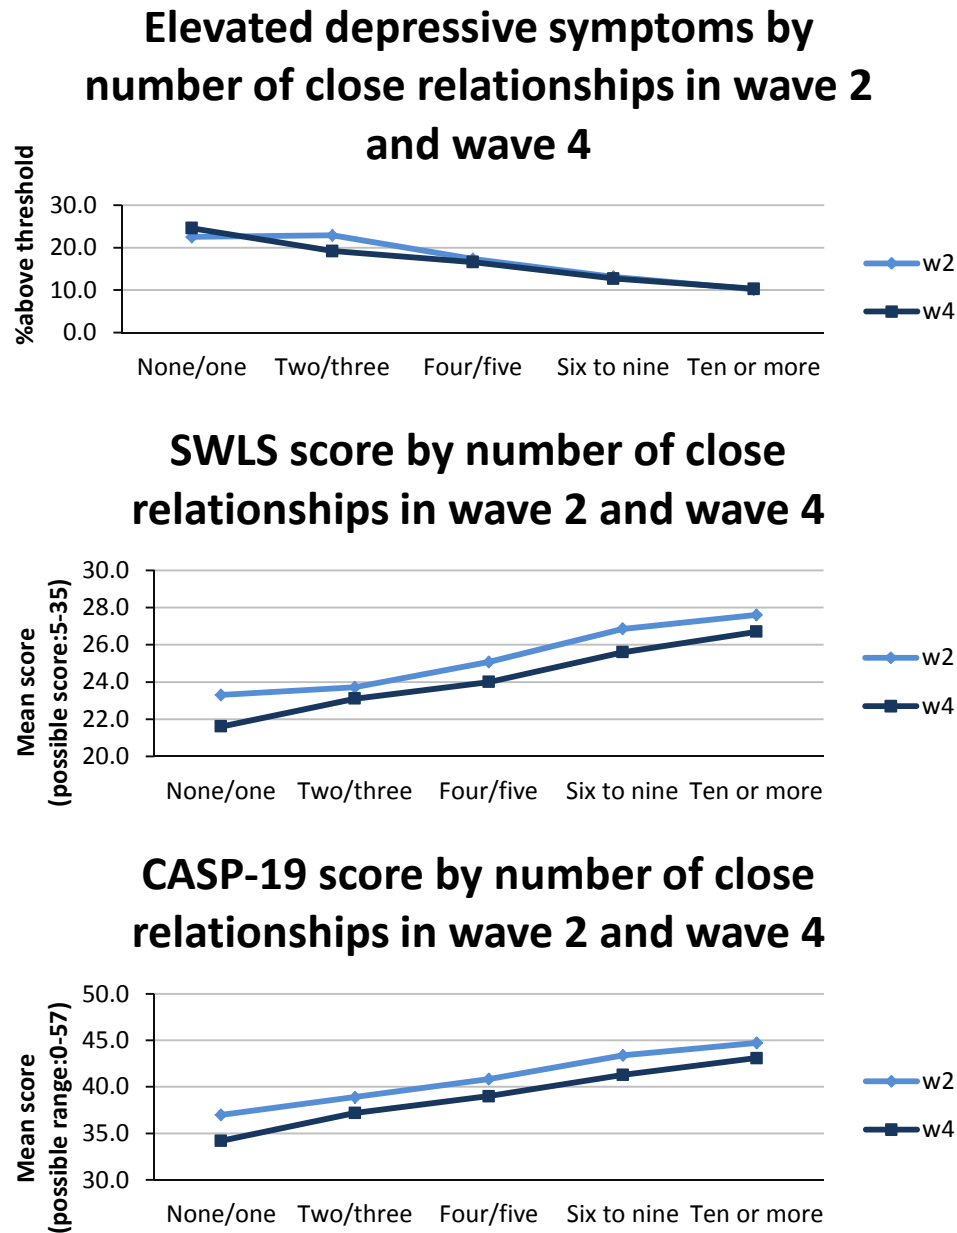 Elevated depressive symptoms by
number of close relationships in wave 2
and wave 4
%above threshold
30.0
20.0
10.0
0.0
None/one Two/three Four/five Six to nine Ten or more
w2
w4
SWLS score by number of close
relationships in wave 2 and wave 4
Mean score
(possible score:5-35)
30.0
28.0
26.0
24.0
22.0
20.0
None/one Two/three Four/five Six to nine Ten or more
w2
w4
CASP-19 score by number of close
relationships in wave 2 and wave 4
Mean score
(possible range:0-57)
50.0
45.0
40.0
35.0
30.0
None/one Two/three Four/five Six to nine Ten or more
w2
w4